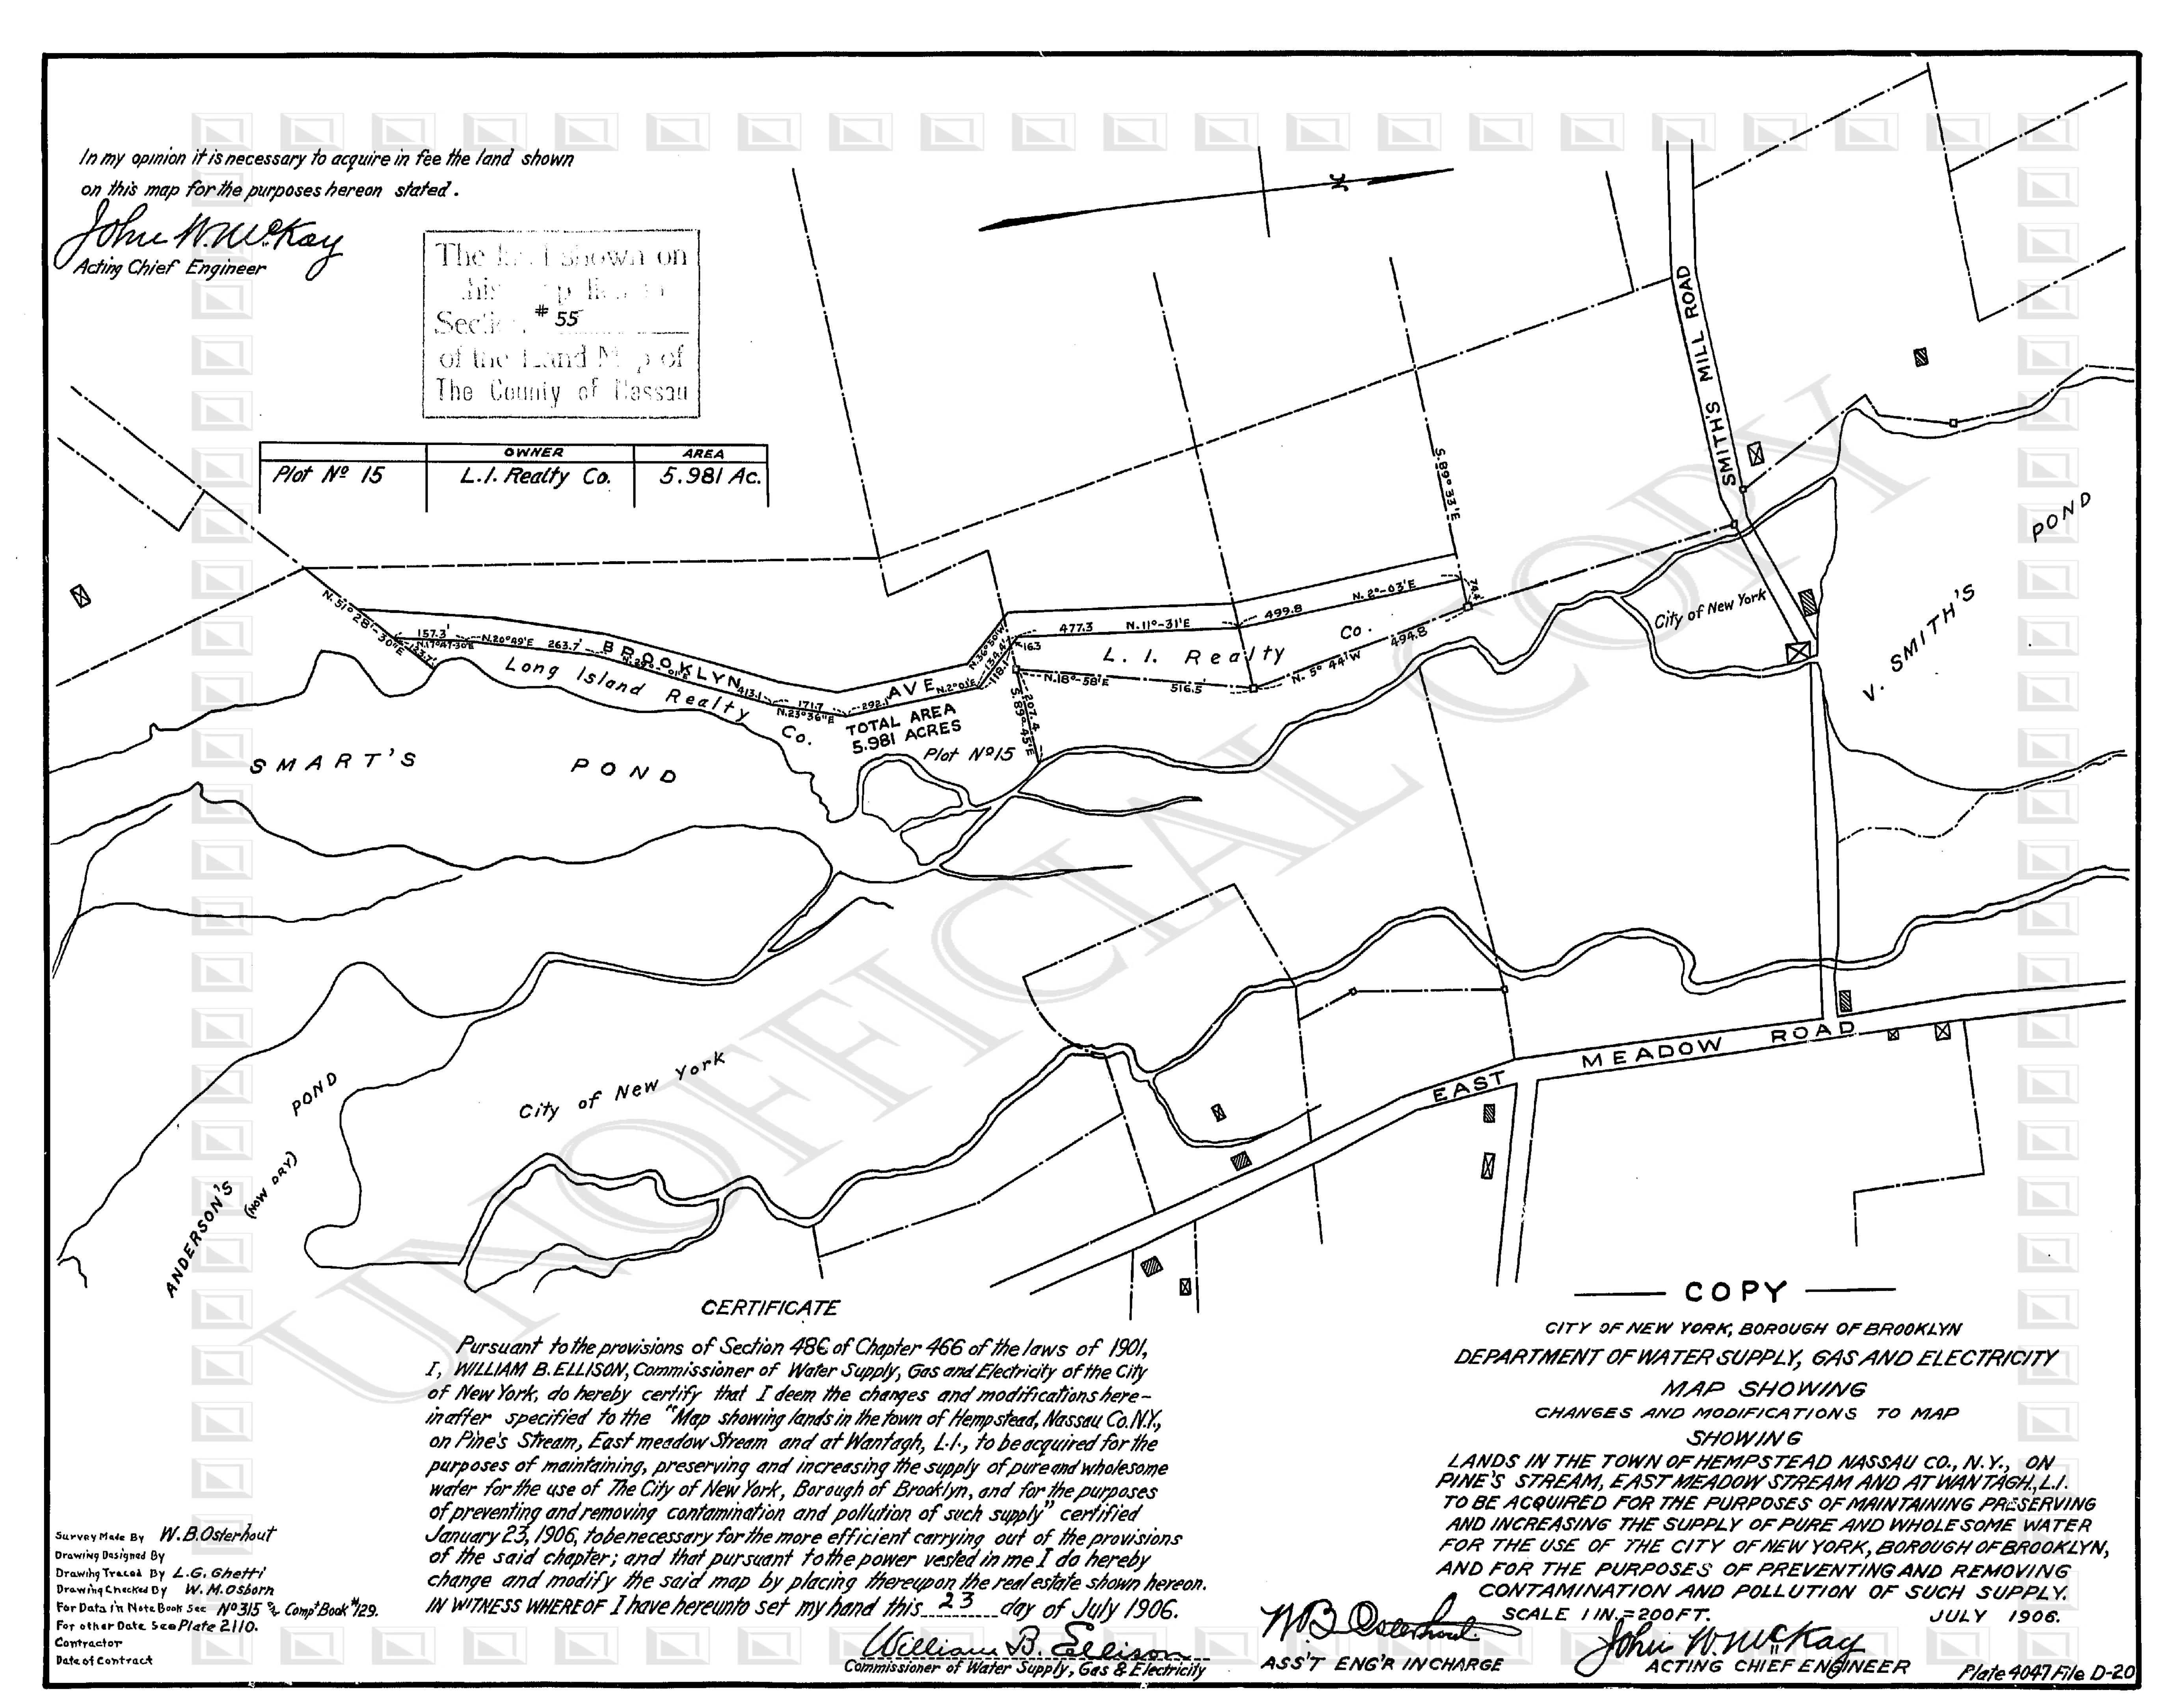 In my opinion it is necessary to acquire in fee the land shown
on this map for the purposes hereon stated.
John W. McKay
Acting Chief Engineer
The shown on
Section #55
of the Land Map of
The County of Nassau
OWNER AREA
Plot Nº 15 L.I. Realty Co. 5.981 Ac.
SMITH'S MILL ROAD
S.89°33'E
POND
V. SMITH'S
City of New York
N.51°28'-30"E
157.3
N.17°47'30"E
133.7
N.20°49'E 263.7
BROOKLYN AVE
413.1
171.7
N.23°36'E
292.1
N.2°03'E
N.36°50'W
134.4
118.1
16.3
477.3 N.11°-31'E
499.8 N.2°-03'E
74.4
L. I. Realty Co.
494.8
N. 5° 44' W
N.18°-58'E 516.5
207.4
S.89°45'E
Long Island Realty Co.
TOTAL AREA
5.981 ACRES
Plot Nº15
SMART'S POND
City of New York
ANDERSON'S POND
(NOW DRY)
EAST MEADOW ROAD
UNOFFICIAL COPY
CERTIFICATE
Pursuant to the provisions of Section 486 of Chapter 466 of the laws of 1901,
I, WILLIAM B. ELLISON, Commissioner of Water Supply, Gas and Electricity of the City
of New York, do hereby certify that I deem the changes and modifications here-
inafter specified to the "Map showing lands in the town of Hempstead, Nassau Co. N.Y.,
on Pine's Stream, East meadow Stream and at Wantagh, L.I., to be acquired for the
purposes of maintaining, preserving and increasing the supply of pure and wholesome
water for the use of The City of New York, Borough of Brooklyn, and for the purposes
of preventing and removing contamination and pollution of such supply" certified
January 23, 1906, to be necessary for the more efficient carrying out of the provisions
of the said chapter; and that pursuant to the power vested in me I do hereby
change and modify the said map by placing thereupon the real estate shown hereon.
IN WITNESS WHEREOF I have hereunto set my hand this 23 day of July 1906.
William B. Ellison
Commissioner of Water Supply, Gas & Electricity
Survey Made By W.B. Osterhout
Drawing Designed By
Drawing Traced By L.G. Ghetti
Drawing Checked By W.M. Osborn
For Data in Note Book See Nº315 & Comp't Book #129.
For other Data See Plate 2110.
Contractor
Date of Contract
COPY
CITY OF NEW YORK, BOROUGH OF BROOKLYN
DEPARTMENT OF WATER SUPPLY, GAS AND ELECTRICITY
MAP SHOWING
CHANGES AND MODIFICATIONS TO MAP
SHOWING
LANDS IN THE TOWN OF HEMPSTEAD NASSAU CO., N.Y., ON
PINE'S STREAM, EAST MEADOW STREAM AND AT WANTAGH, L.I.
TO BE ACQUIRED FOR THE PURPOSES OF MAINTAINING PRESERVING
AND INCREASING THE SUPPLY OF PURE AND WHOLESOME WATER
FOR THE USE OF THE CITY OF NEW YORK, BOROUGH OF BROOKLYN,
AND FOR THE PURPOSES OF PREVENTING AND REMOVING
CONTAMINATION AND POLLUTION OF SUCH SUPPLY.
SCALE 1 IN.=200 FT. JULY 1906.
W B Osterhout
ASS'T ENG'R IN CHARGE
John W. McKay
ACTING CHIEF ENGINEER
Plate 4047 File D-20